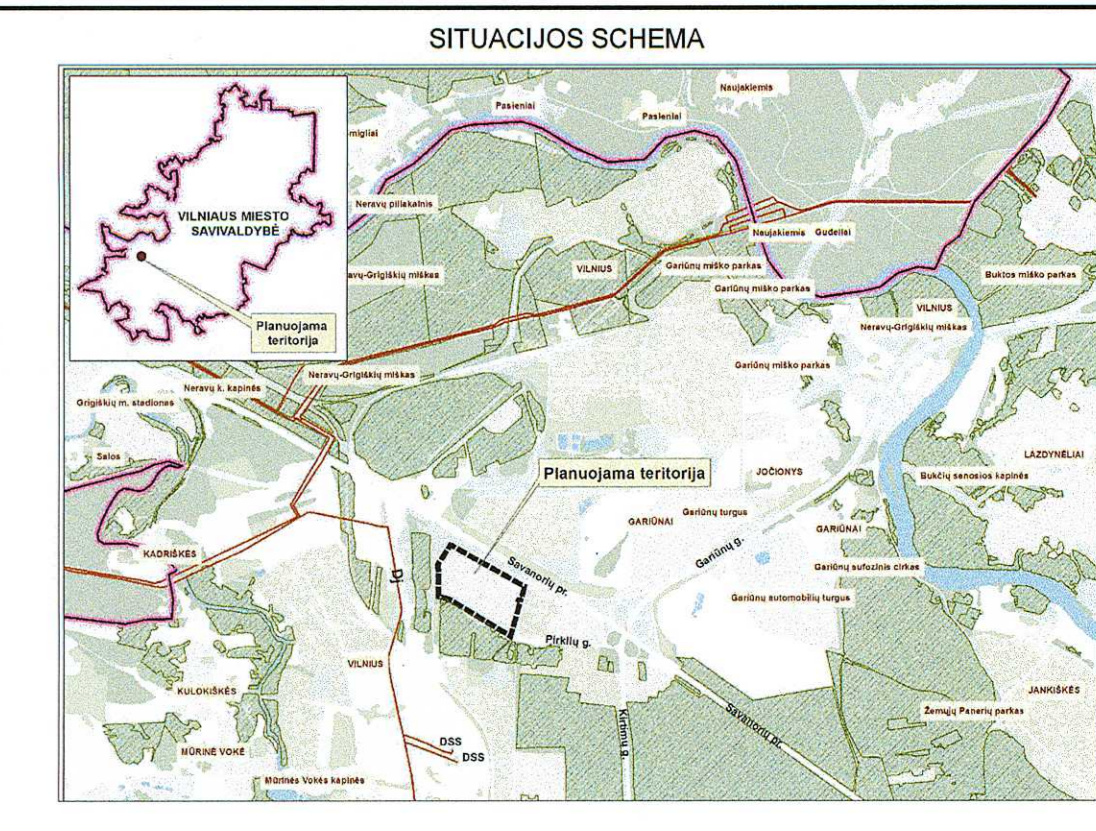 SITUACIJOS SCHEMA
Naujakiemis
Pasieniai
Pasieniai
migliai
Neravų piliakalnis
VILNIAUS MIESTO
SAVIVALDYBĖ
Planuojama
teritorija
Naujakiemis
Gudeliai
avų-Grigiškių miškas
VILNIUS
Gariūnų miško parkas
Gariūnų miško parkas
Buktos miško parkas
VILNIUS
Neravų-Grigiškių miškas
Gariūnų miško parkas
Neravų-Grigiškių miškas
Neravų k. kapinės
Grigiškių m. stadionas
Salos
Planuojama teritorija
JOČIONYS
LAZDYNĖLIAI
Bukčių senosios kapinės
Gariūnų turgus
GARIŪNAI
GARIŪNAI
Gariūnų g.
KADRIŠKĖS
Dj
Savanorių pr.
Gariūnų sufozinis cirkas
Gariūnų automobilių turgus
Pirklių g.
VILNIUS
KULOKIŠKĖS
JANKIŠKĖS
Žemųjų Panerių parkas
Kirtimų g.
Savanorių pr.
DSS
DSS
MŪRINĖ VOKĖ
Mūrinės Vokės kapinės